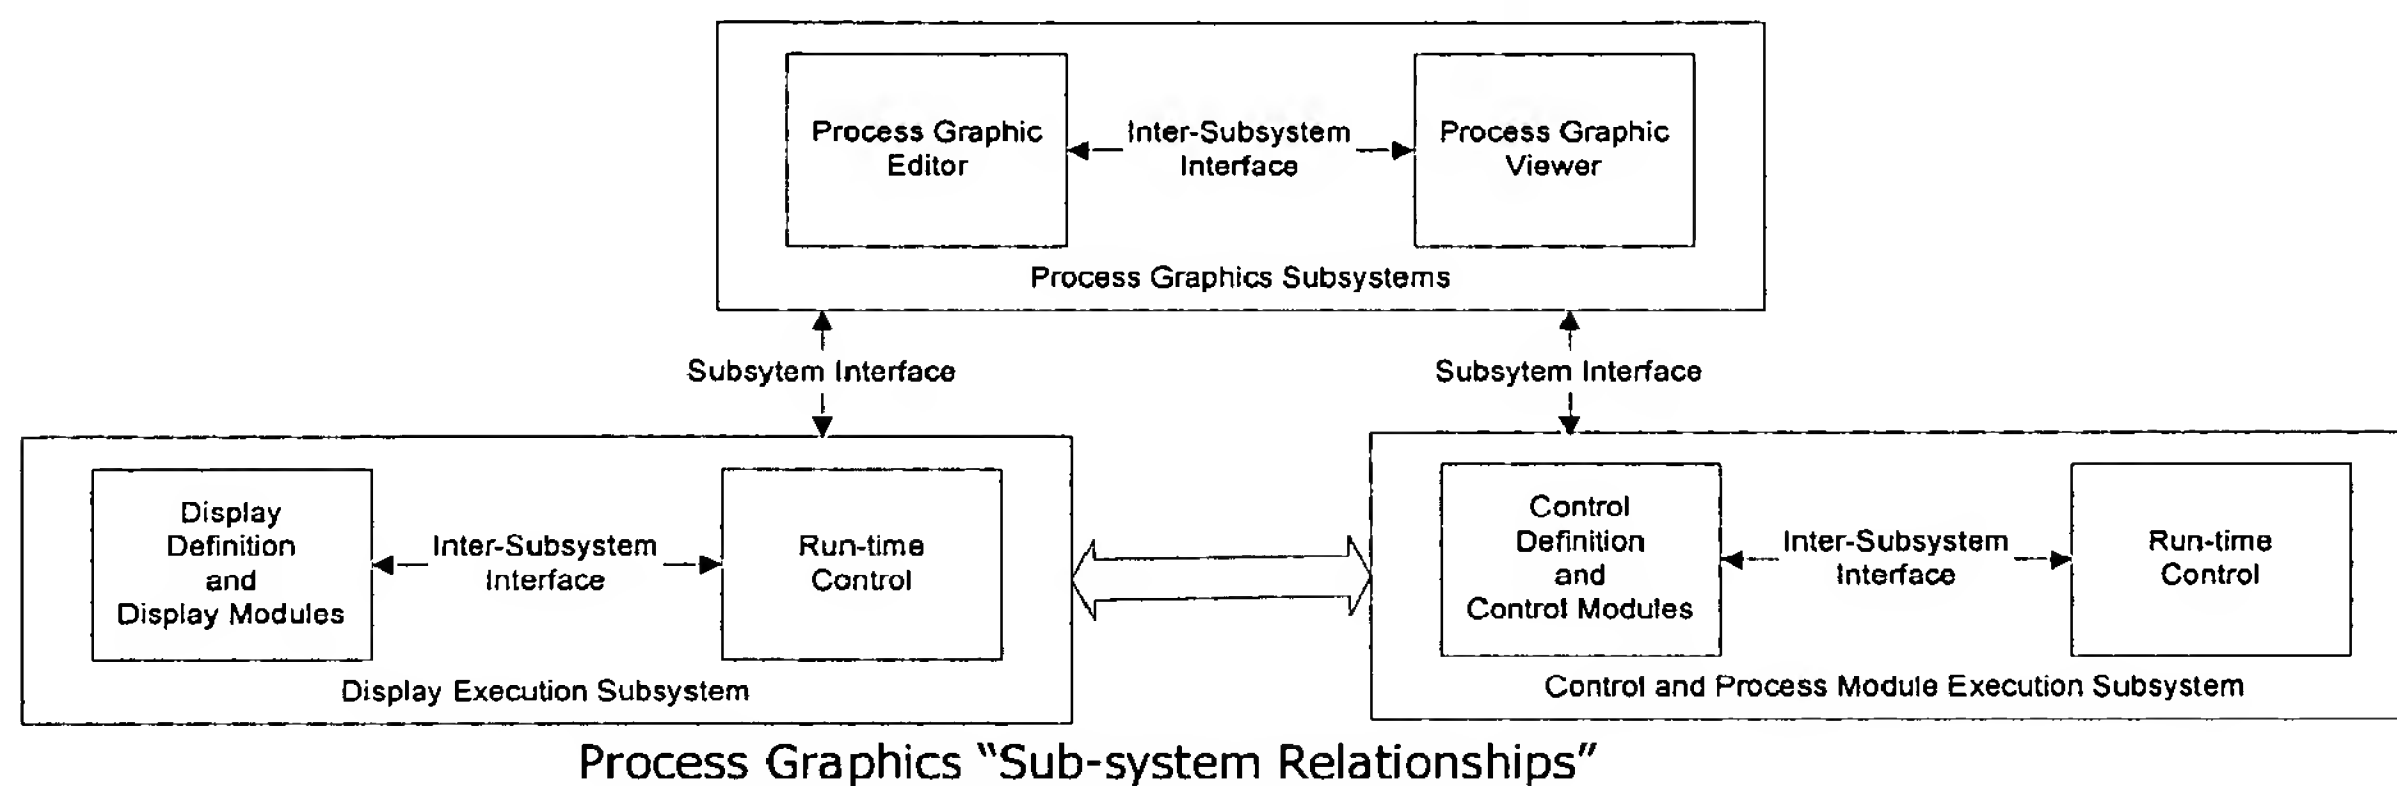 Process Graphic
Editor
Inter-Subsystem
Interface
Process Graphic
Viewer
Process Graphics Subsystems
Subsytem Interface
Subsytem Interface
Display
Definition
and
Display Modules
Inter-Subsystem
Interface
Run-time
Control
Display Execution Subsystem
Control
Definition
and
Control Modules
Inter-Subsystem
Interface
Run-time
Control
Control and Process Module Execution Subsystem
Process Graphics "Sub-system Relationships"